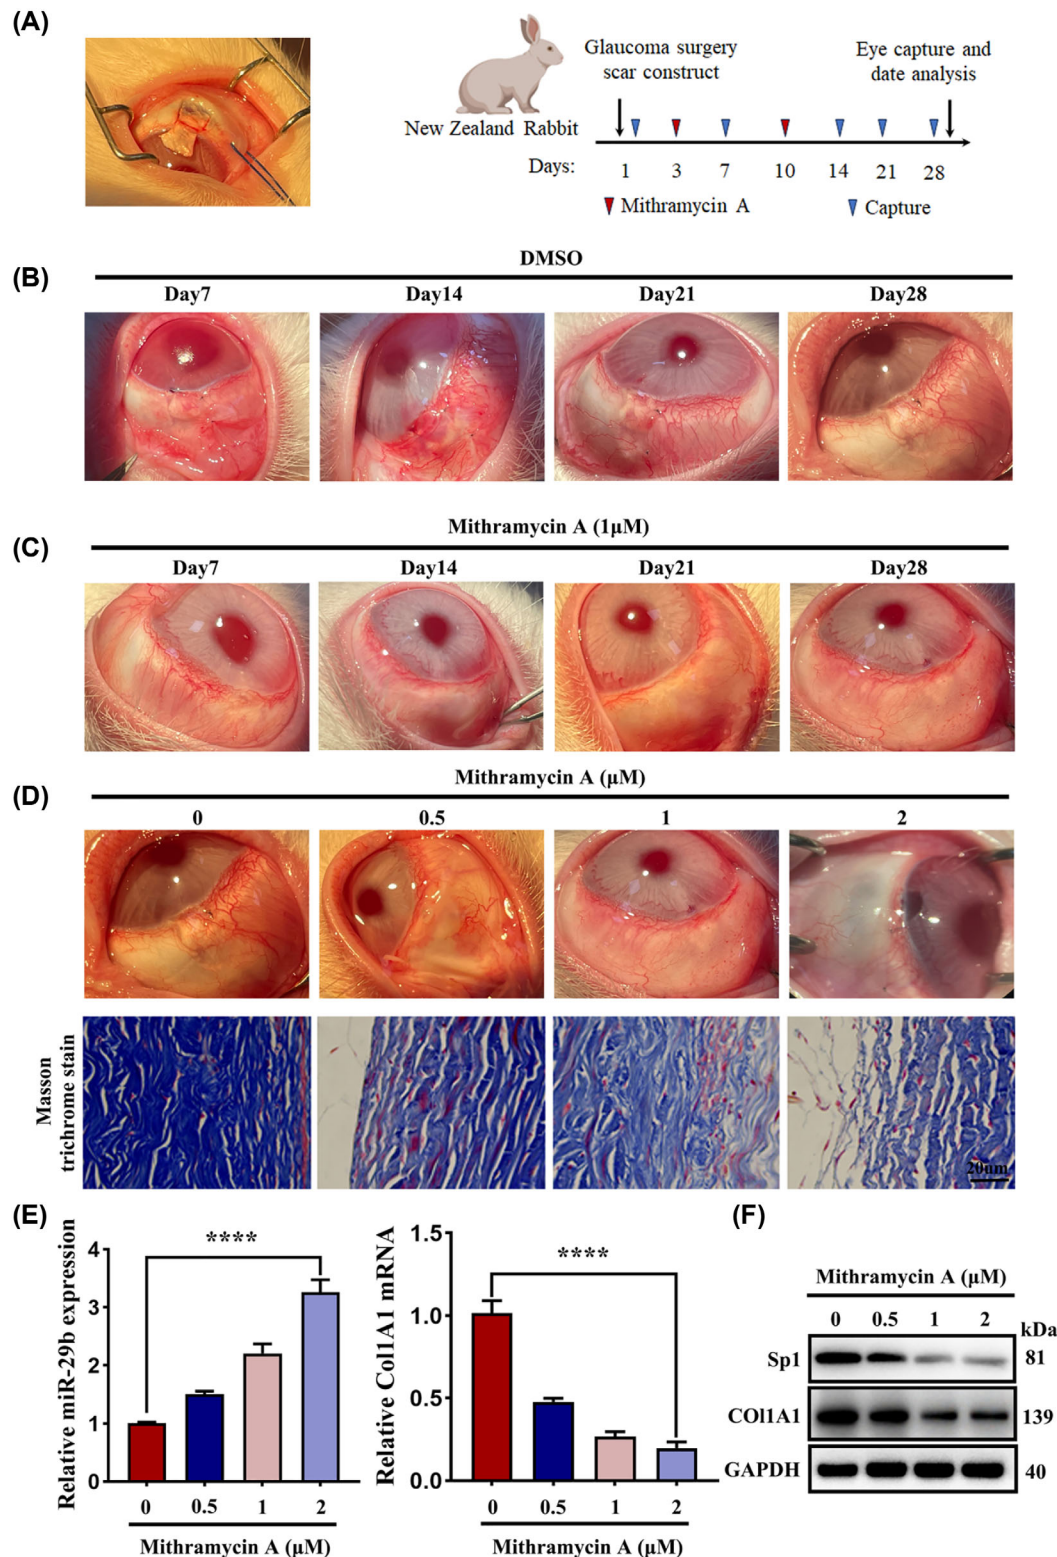 (A)
New Zealand Rabbit
Glaucoma surgery
scar construct
Eye capture and
date analysis
Days: 1 3 7 10 14 21 28
Mithramycin A Capture
(B)
DMSO
Day7 Day14 Day21 Day28
(C)
Mithramycin A (1μM)
Day7 Day14 Day21 Day28
(D)
Mithramycin A (μM)
0 0.5 1 2
Masson
trichrome stain
20um
(E)
Relative miR-29b expression
4
3
2
1
0
****
0 0.5 1 2
Mithramycin A (μM)
Relative Col1A1 mRNA
1.5
1.0
0.5
0.0
****
0 0.5 1 2
Mithramycin A (μM)
(F)
Mithramycin A (μM)
0 0.5 1 2 kDa
Sp1 81
COl1A1 139
GAPDH 40